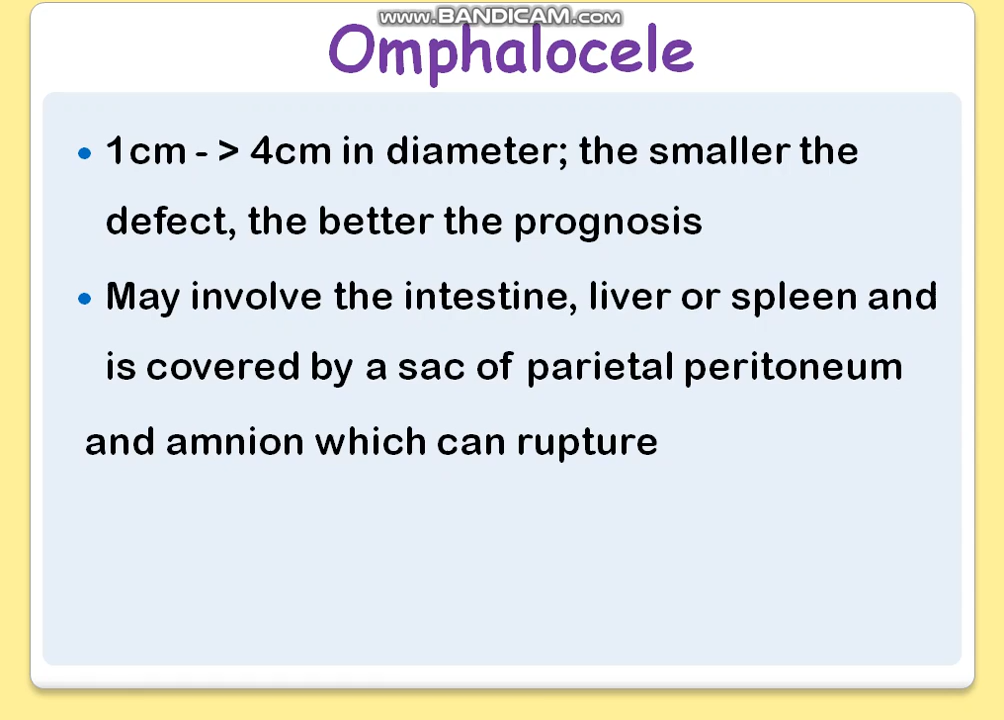 www.BANDICAM.com
Omphalocele
• 1cm - > 4cm in diameter; the smaller the
defect, the better the prognosis
• May involve the intestine, liver or spleen and
is covered by a sac of parietal peritoneum
and amnion which can rupture